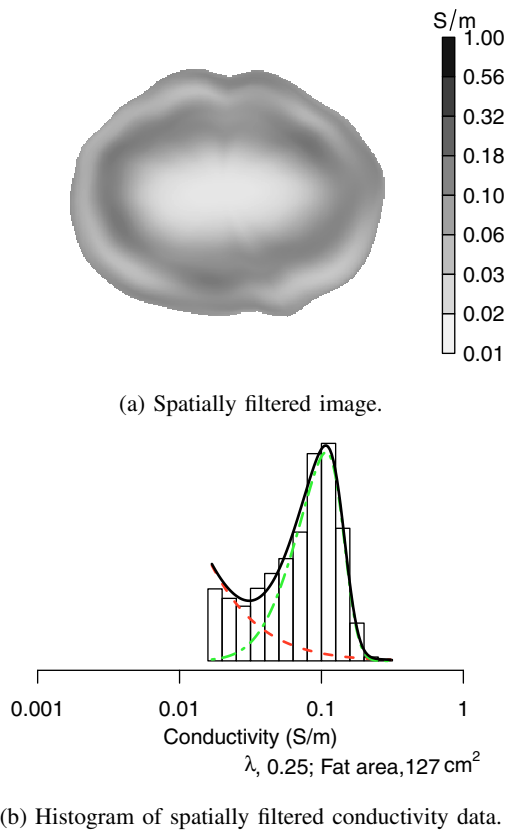 S/m
1.00
0.56
0.32
0.18
0.10
0.06
0.03
0.02
0.01
(a) Spatially filtered image.
0.001 0.01 0.1 1
Conductivity (S/m)
λ, 0.25; Fat area,127 cm²
(b) Histogram of spatially filtered conductivity data.